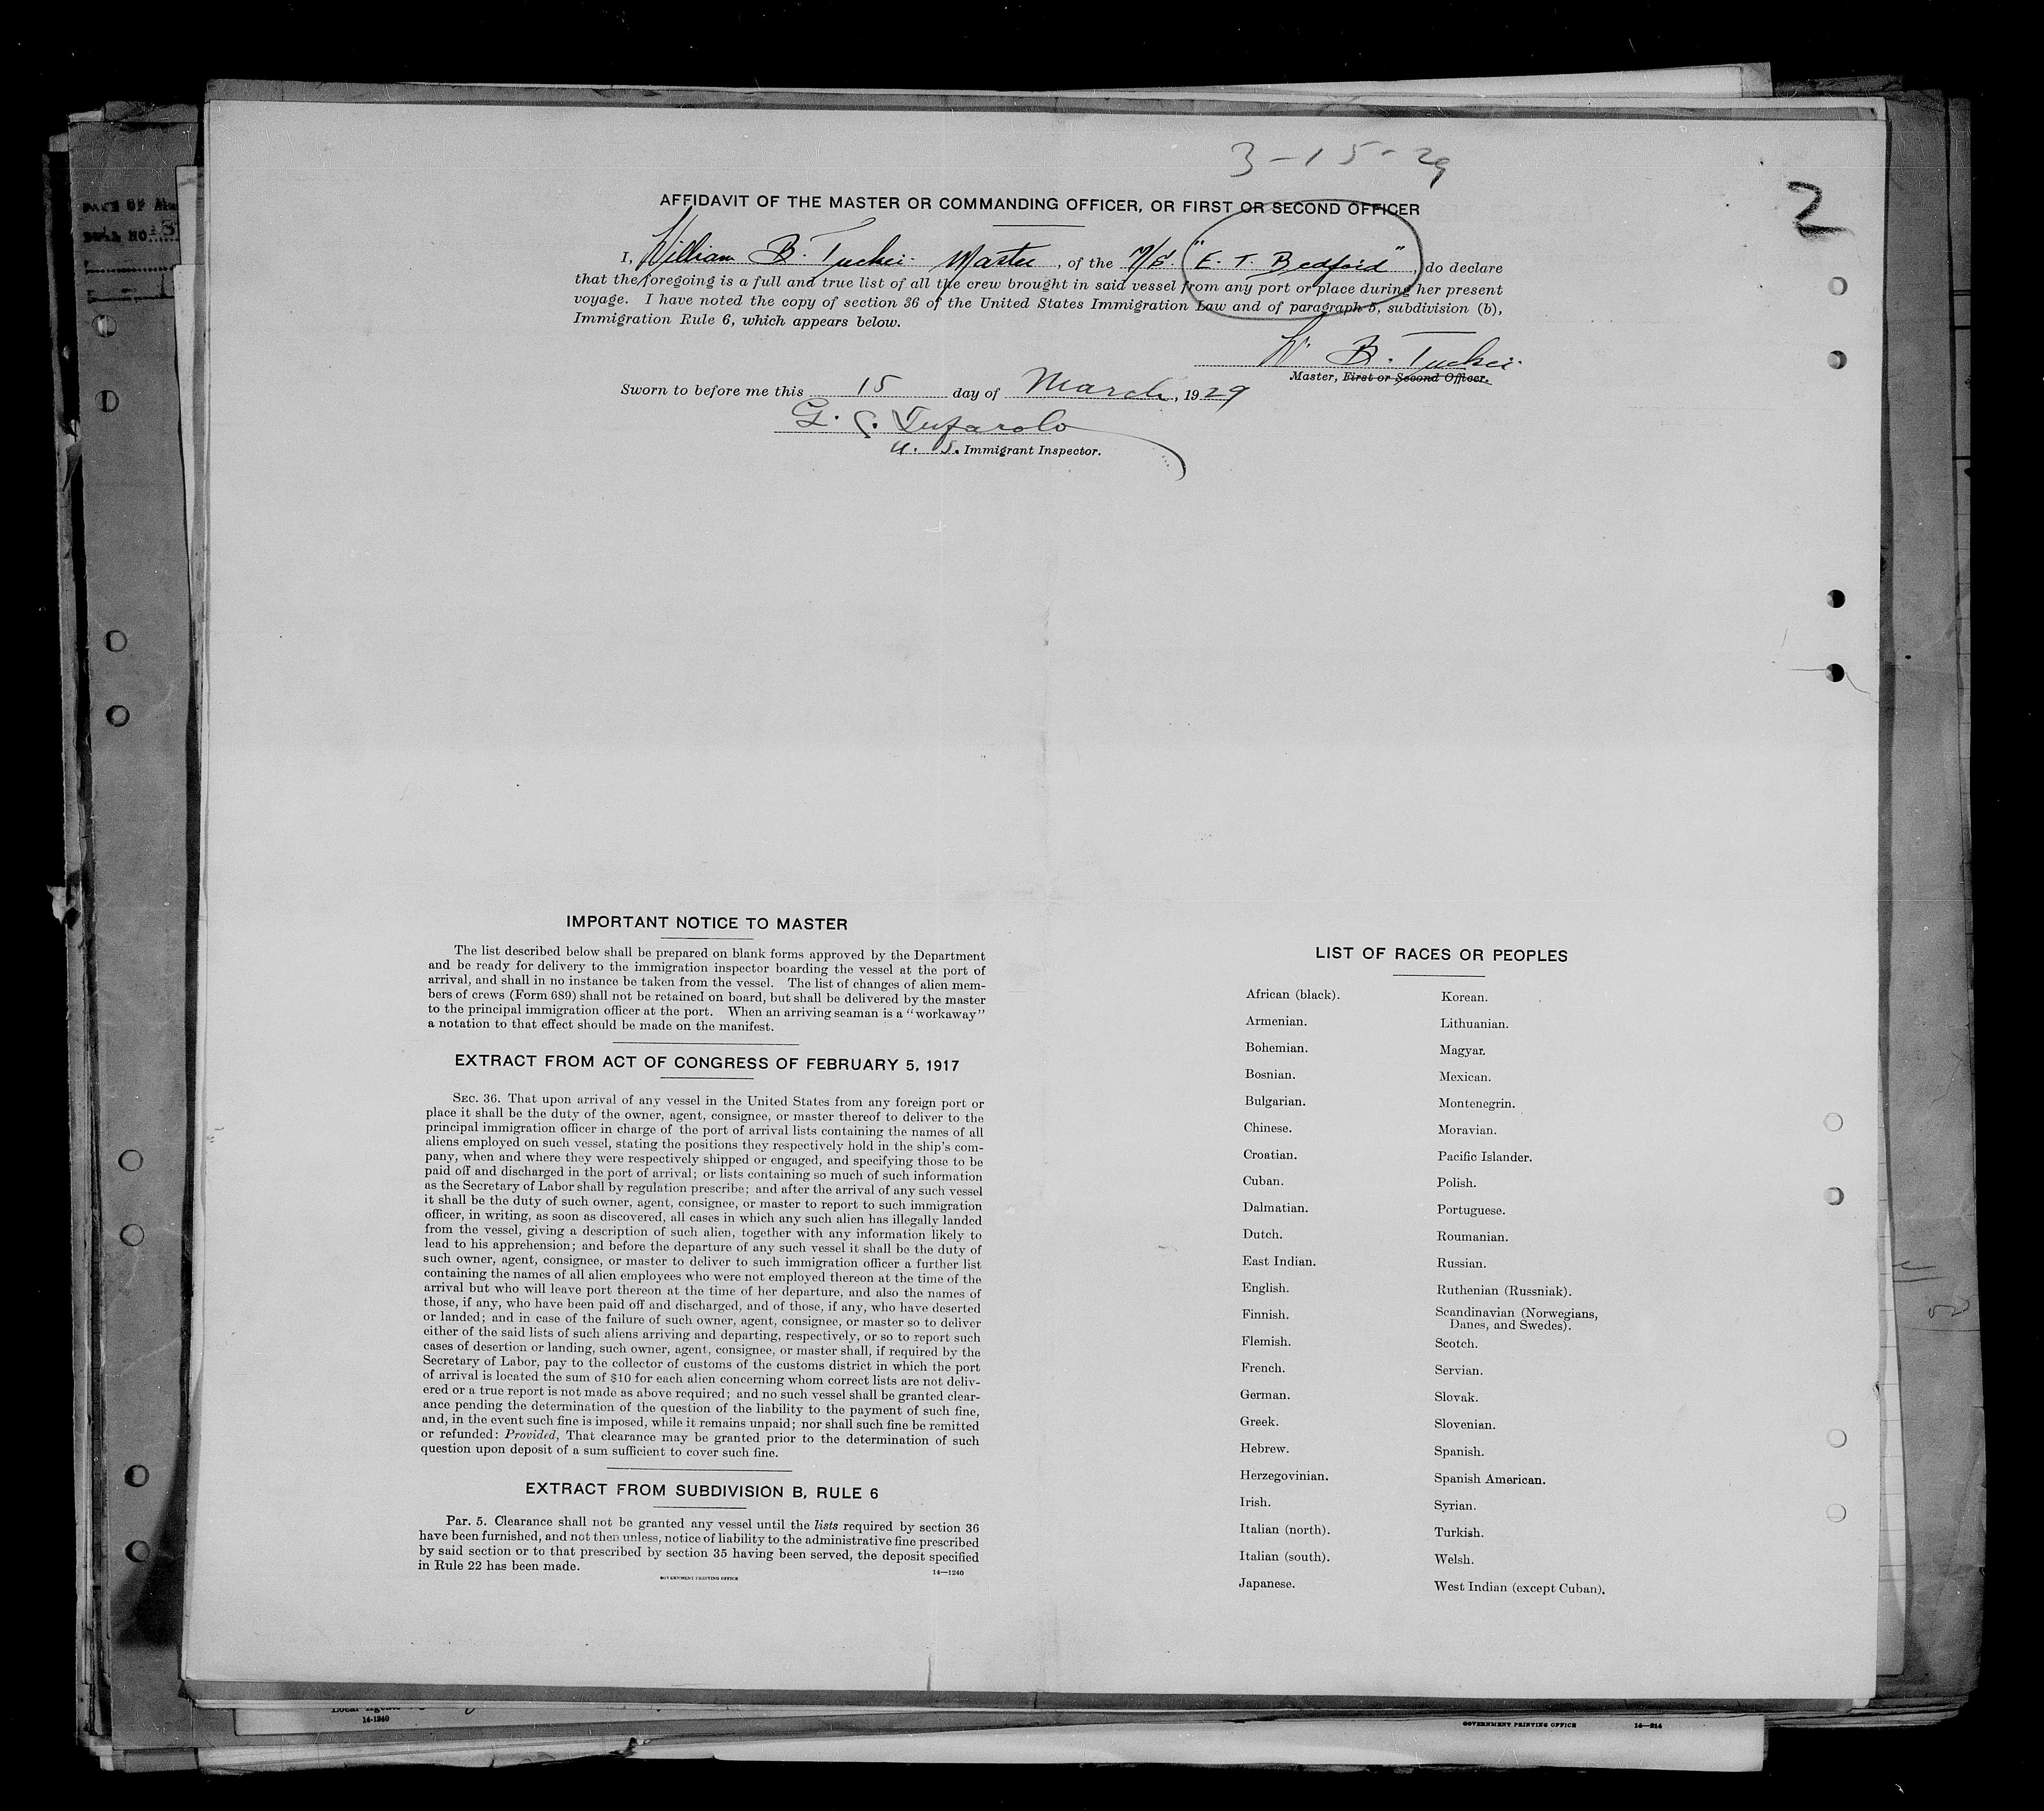 3-15-29
2
AFFIDAVIT OF THE MASTER OR COMMANDING OFFICER, OR FIRST OR SECOND OFFICER
I, William B. Tucker Master, of the M/S. "E. T. Bedford", do declare
that the foregoing is a full and true list of all the crew brought in said vessel from any port or place during her present
voyage. I have noted the copy of section 36 of the United States Immigration Law and of paragraph 5, subdivision (b),
Immigration Rule 6, which appears below.
W. B. Tucker
Master, First or Second Officer.
Sworn to before me this 15 day of March, 1929
G. C. Tufarolo
U. S. Immigrant Inspector.
IMPORTANT NOTICE TO MASTER
The list described below shall be prepared on blank forms approved by the Department
and be ready for delivery to the immigration inspector boarding the vessel at the port of
arrival, and shall in no instance be taken from the vessel. The list of changes of alien mem-
bers of crews (Form 689) shall not be retained on board, but shall be delivered by the master
to the principal immigration officer at the port. When an arriving seaman is a "workaway"
a notation to that effect should be made on the manifest.
EXTRACT FROM ACT OF CONGRESS OF FEBRUARY 5, 1917
SEC. 36. That upon arrival of any vessel in the United States from any foreign port or
place it shall be the duty of the owner, agent, consignee, or master thereof to deliver to the
principal immigration officer in charge of the port of arrival lists containing the names of all
aliens employed on such vessel, stating the positions they respectively hold in the ship's com-
pany, when and where they were respectively shipped or engaged, and specifying those to be
paid off and discharged in the port of arrival; or lists containing so much of such information
as the Secretary of Labor shall by regulation prescribe; and after the arrival of any such vessel
it shall be the duty of such owner, agent, consignee, or master to report to such immigration
officer, in writing, as soon as discovered, all cases in which any such alien has illegally landed
from the vessel, giving a description of such alien, together with any information likely to
lead to his apprehension; and before the departure of any such vessel it shall be the duty of
such owner, agent, consignee, or master to deliver to such immigration officer a further list
containing the names of all alien employees who were not employed thereon at the time of the
arrival but who will leave port thereon at the time of her departure, and also the names of
those, if any, who have been paid off and discharged, and of those, if any, who have deserted
or landed; and in case of the failure of such owner, agent, consignee, or master so to deliver
either of the said lists of such aliens arriving and departing, respectively, or so to report such
cases of desertion or landing, such owner, agent, consignee, or master shall, if required by the
Secretary of Labor, pay to the collector of customs of the customs district in which the port
of arrival is located the sum of $10 for each alien concerning whom correct lists are not deliv-
ered or a true report is not made as above required; and no such vessel shall be granted clear-
ance pending the determination of the question of the liability to the payment of such fine,
and, in the event such fine is imposed, while it remains unpaid; nor shall such fine be remitted
or refunded: Provided, That clearance may be granted prior to the determination of such
question upon deposit of a sum sufficient to cover such fine.
EXTRACT FROM SUBDIVISION B, RULE 6
Par. 5. Clearance shall not be granted any vessel until the lists required by section 36
have been furnished, and not then unless, notice of liability to the administrative fine prescribed
by said section or to that prescribed by section 35 having been served, the deposit specified
in Rule 22 has been made.
14—1240
GOVERNMENT PRINTING OFFICE
LIST OF RACES OR PEOPLES
African (black).
Armenian.
Bohemian.
Bosnian.
Bulgarian.
Chinese.
Croatian.
Cuban.
Dalmatian.
Dutch.
East Indian.
English.
Finnish.
Flemish.
French.
German.
Greek.
Hebrew.
Herzegovinian.
Irish.
Italian (north).
Italian (south).
Japanese.
Korean.
Lithuanian.
Magyar.
Mexican.
Montenegrin.
Moravian.
Pacific Islander.
Polish.
Portuguese.
Roumanian.
Russian.
Ruthenian (Russniak).
Scandinavian (Norwegians,
Danes, and Swedes).
Scotch.
Servian.
Slovak.
Slovenian.
Spanish.
Spanish American.
Syrian.
Turkish.
Welsh.
West Indian (except Cuban).
14-1240
GOVERNMENT PRINTING OFFICE 14—214